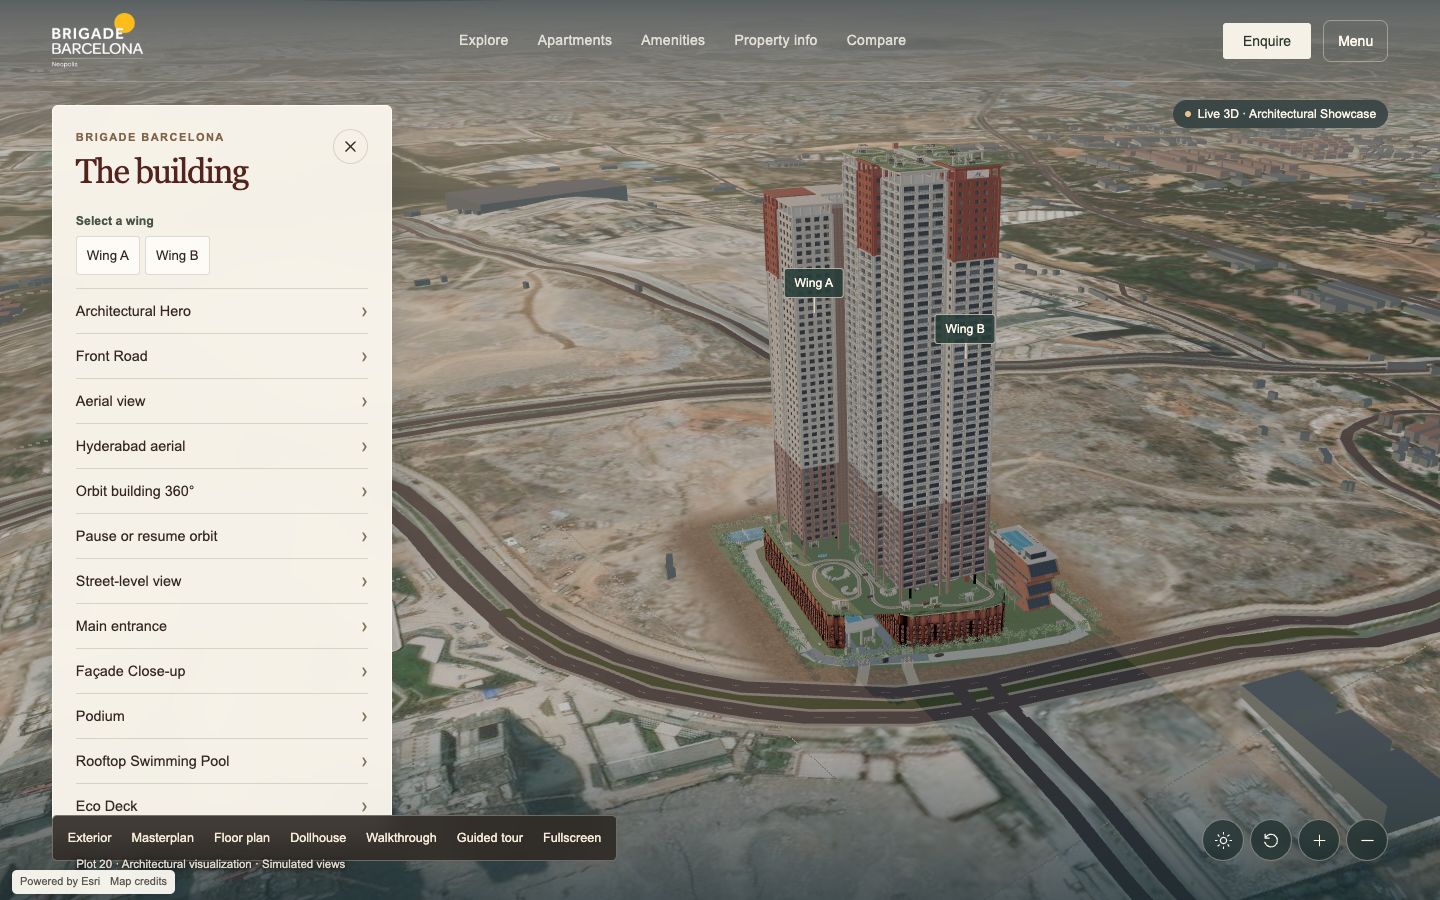 BRIGADE
BARCELONA
Neopolis
Explore
Apartments
Amenities
Property info
Compare
Enquire
Menu
Live 3D · Architectural Showcase
BRIGADE BARCELONA
The building
Select a wing
Wing A
Wing B
Architectural Hero
Front Road
Aerial view
Hyderabad aerial
Orbit building 360°
Pause or resume orbit
Street-level view
Main entrance
Façade Close-up
Podium
Rooftop Swimming Pool
Eco Deck
Wing A
Wing B
Exterior
Masterplan
Floor plan
Dollhouse
Walkthrough
Guided tour
Fullscreen
Plot 20 · Architectural visualization · Simulated views
Powered by Esri
Map credits